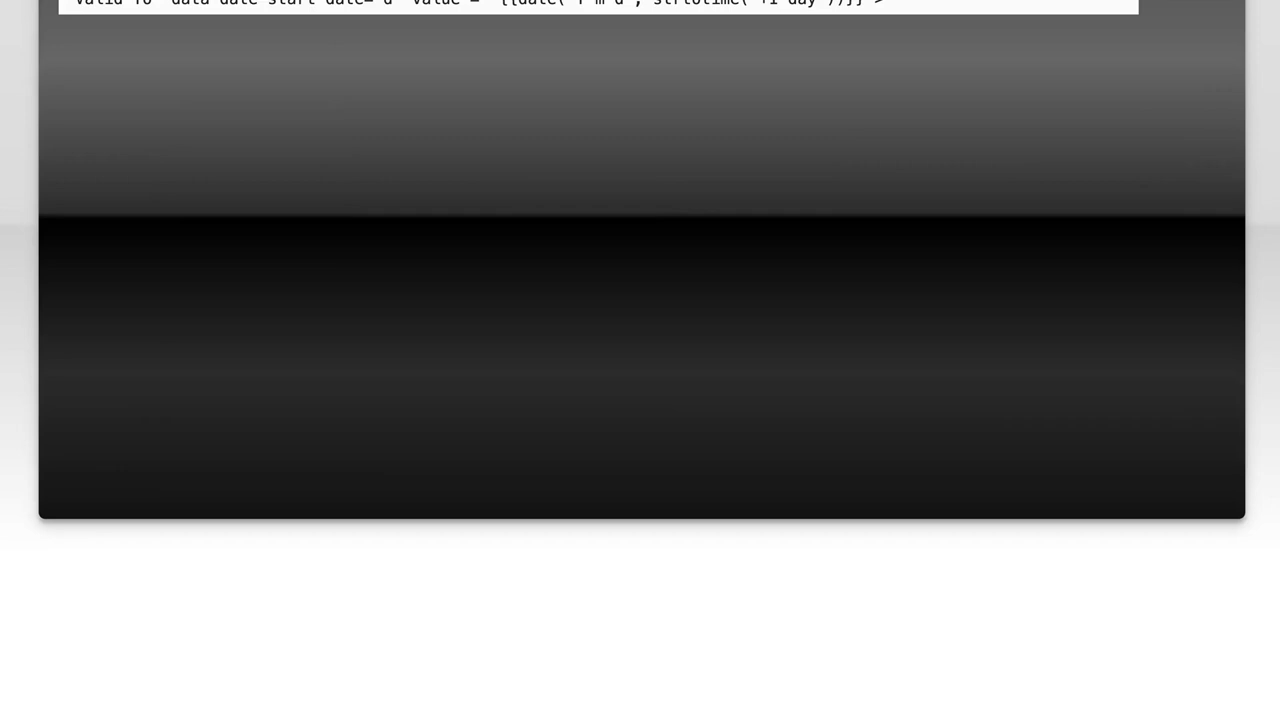 Valid To" data-date-start-date="d" value = "{{date('Y-m-d', strtotime(' +1 day'))}}">